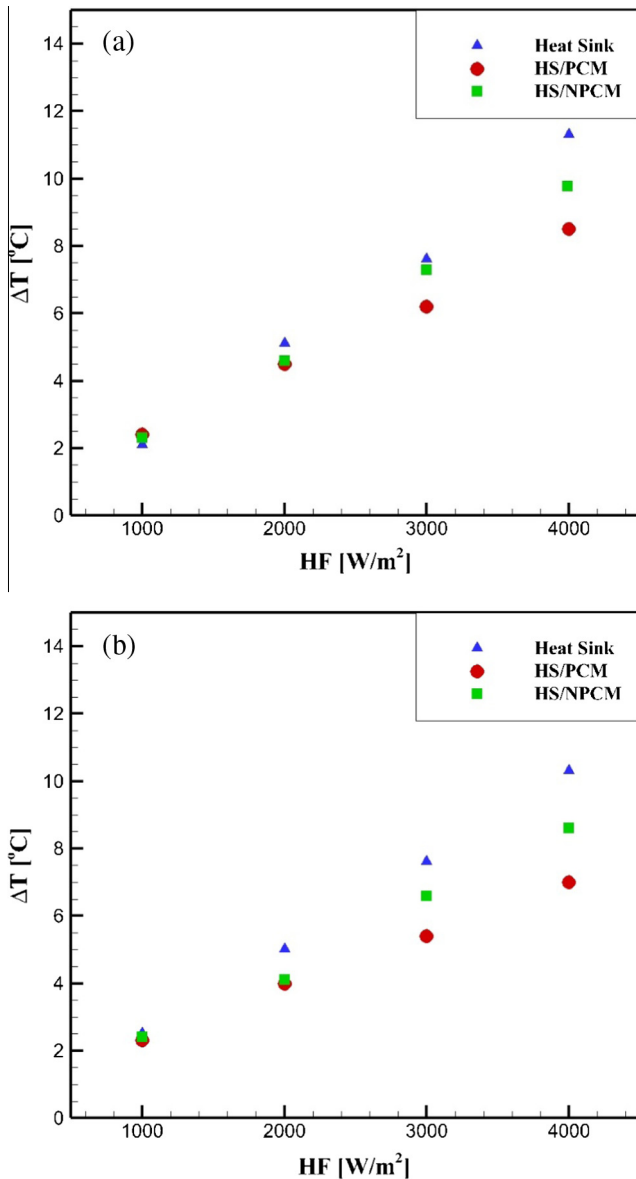 (a)
Heat Sink
HS/PCM
HS/NPCM
14
12
10
8
6
4
2
0
ΔT [°C]
1000 2000 3000 4000
HF [W/m²]
(b)
Heat Sink
HS/PCM
HS/NPCM
14
12
10
8
6
4
2
0
ΔT [°C]
1000 2000 3000 4000
HF [W/m²]